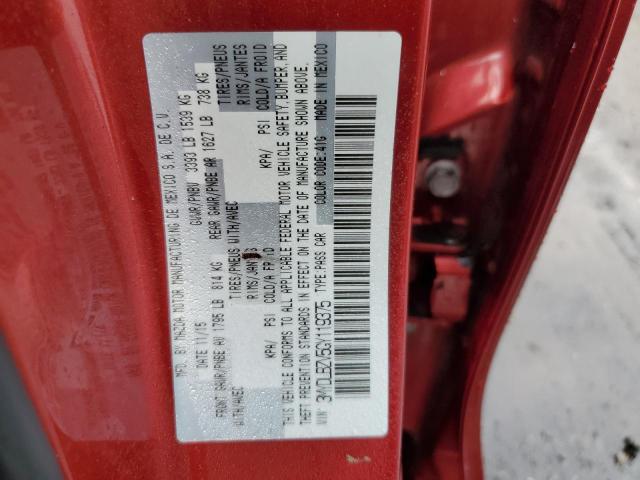 MFD. BY MAZDA MOTOR MANUFACTURING DE MEXICO S.A. DE C.V.
DATE 11/15 GVWR/PNBV 3393 LB 1539 KG
FRONT GAWR/PNBE AV 1795 LB 814 KG REAR GAWR/PNBE AR 1627 LB 738 KG
WITH/AVEC TIRES/PNEUS WITH/AVEC TIRES/PNEUS
RIMS/JANTES RIMS/JANTES
KPA/ PSI COLD/A FROID KPA/ PSI COLD/A FROID
THIS VEHICLE CONFORMS TO ALL APPLICABLE FEDERAL MOTOR VEHICLE SAFETY, BUMPER, AND
THEFT PREVENTION STANDARDS IN EFFECT ON THE DATE OF MANUFACTURE SHOWN ABOVE.
VIN: 3MYDLBZV5GY119375 TYPE:PASS CAR COLOR CODE:41G MADE IN MEXICO